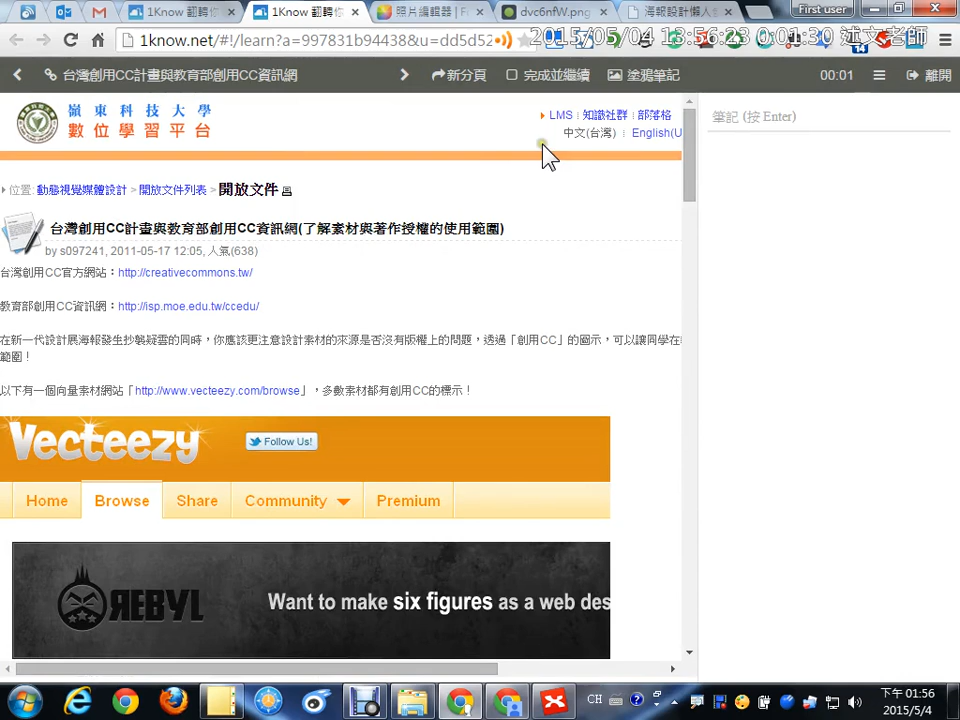 1Know 翻轉你
1Know 翻轉你
照片編輯器 | Fo
dvc6nfW.png
海報設計懶人
First user
1know.net/#!/learn?a=997831b94438&u=dd5d52
2015/05/04 13:56:23 0:01:30 述文老師
台灣創用CC計畫與教育部創用CC資訊網
新分頁
完成並繼續
塗鴉筆記
00:01
離開
嶺東科技大學
數位學習平台
LMS 知識社群 部落格
中文(台灣) English(U
筆記 (按 Enter)
位置: 動態視覺媒體設計 > 開放文件列表 > 開放文件
台灣創用CC計畫與教育部創用CC資訊網(了解素材與著作授權的使用範圍)
by s097241, 2011-05-17 12:05, 人氣(638)
台灣創用CC官方網站：http://creativecommons.tw/
教育部創用CC資訊網：http://isp.moe.edu.tw/ccedu/
在新一代設計展海報發生抄襲疑雲的同時，你應該更注意設計素材的來源是否沒有版權上的問題，透過「創用CC」的圖示，可以讓同學在
範圍！
以下有一個向量素材網站「http://www.vecteezy.com/browse」，多數素材都有創用CC的標示！
Vecteezy
Follow Us!
Home Browse Share Community Premium
REBYL
Want to make six figures as a web des
CH
下午 01:56
2015/5/4